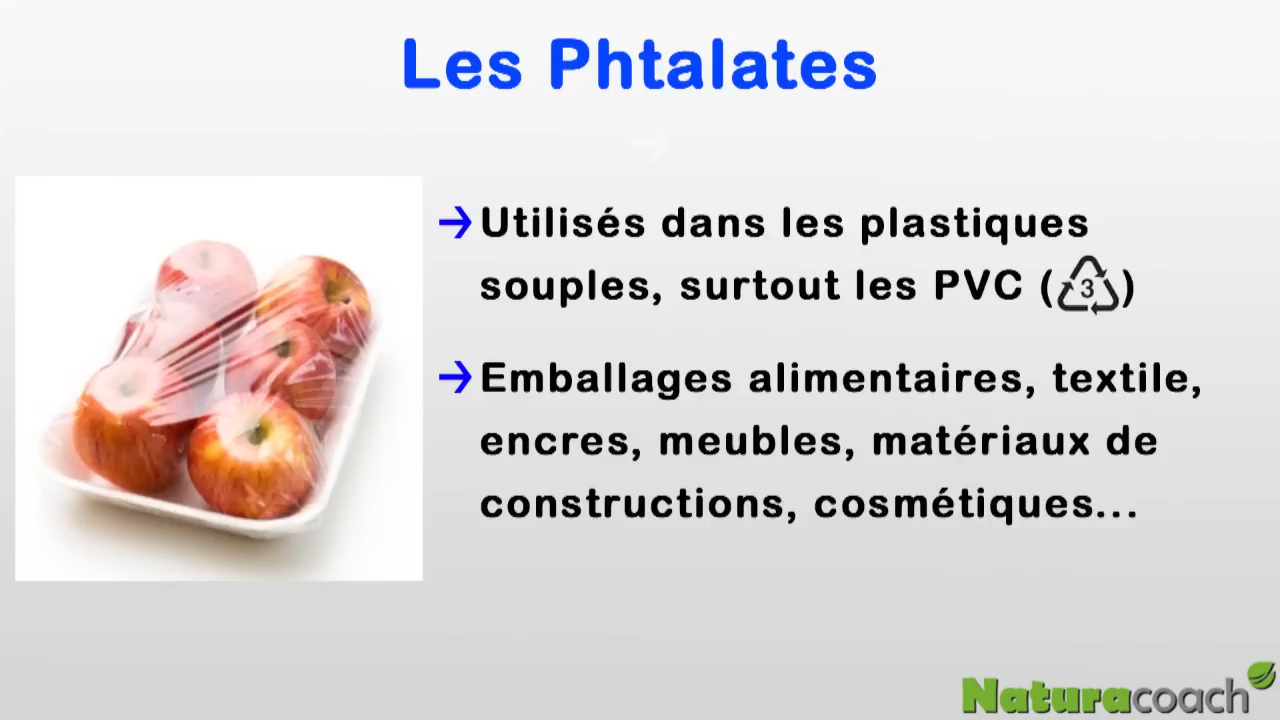 Les Phtalates
→ Utilisés dans les plastiques
souples, surtout les PVC (♵)
→ Emballages alimentaires, textile,
encres, meubles, matériaux de
constructions, cosmétiques...
Naturacoach